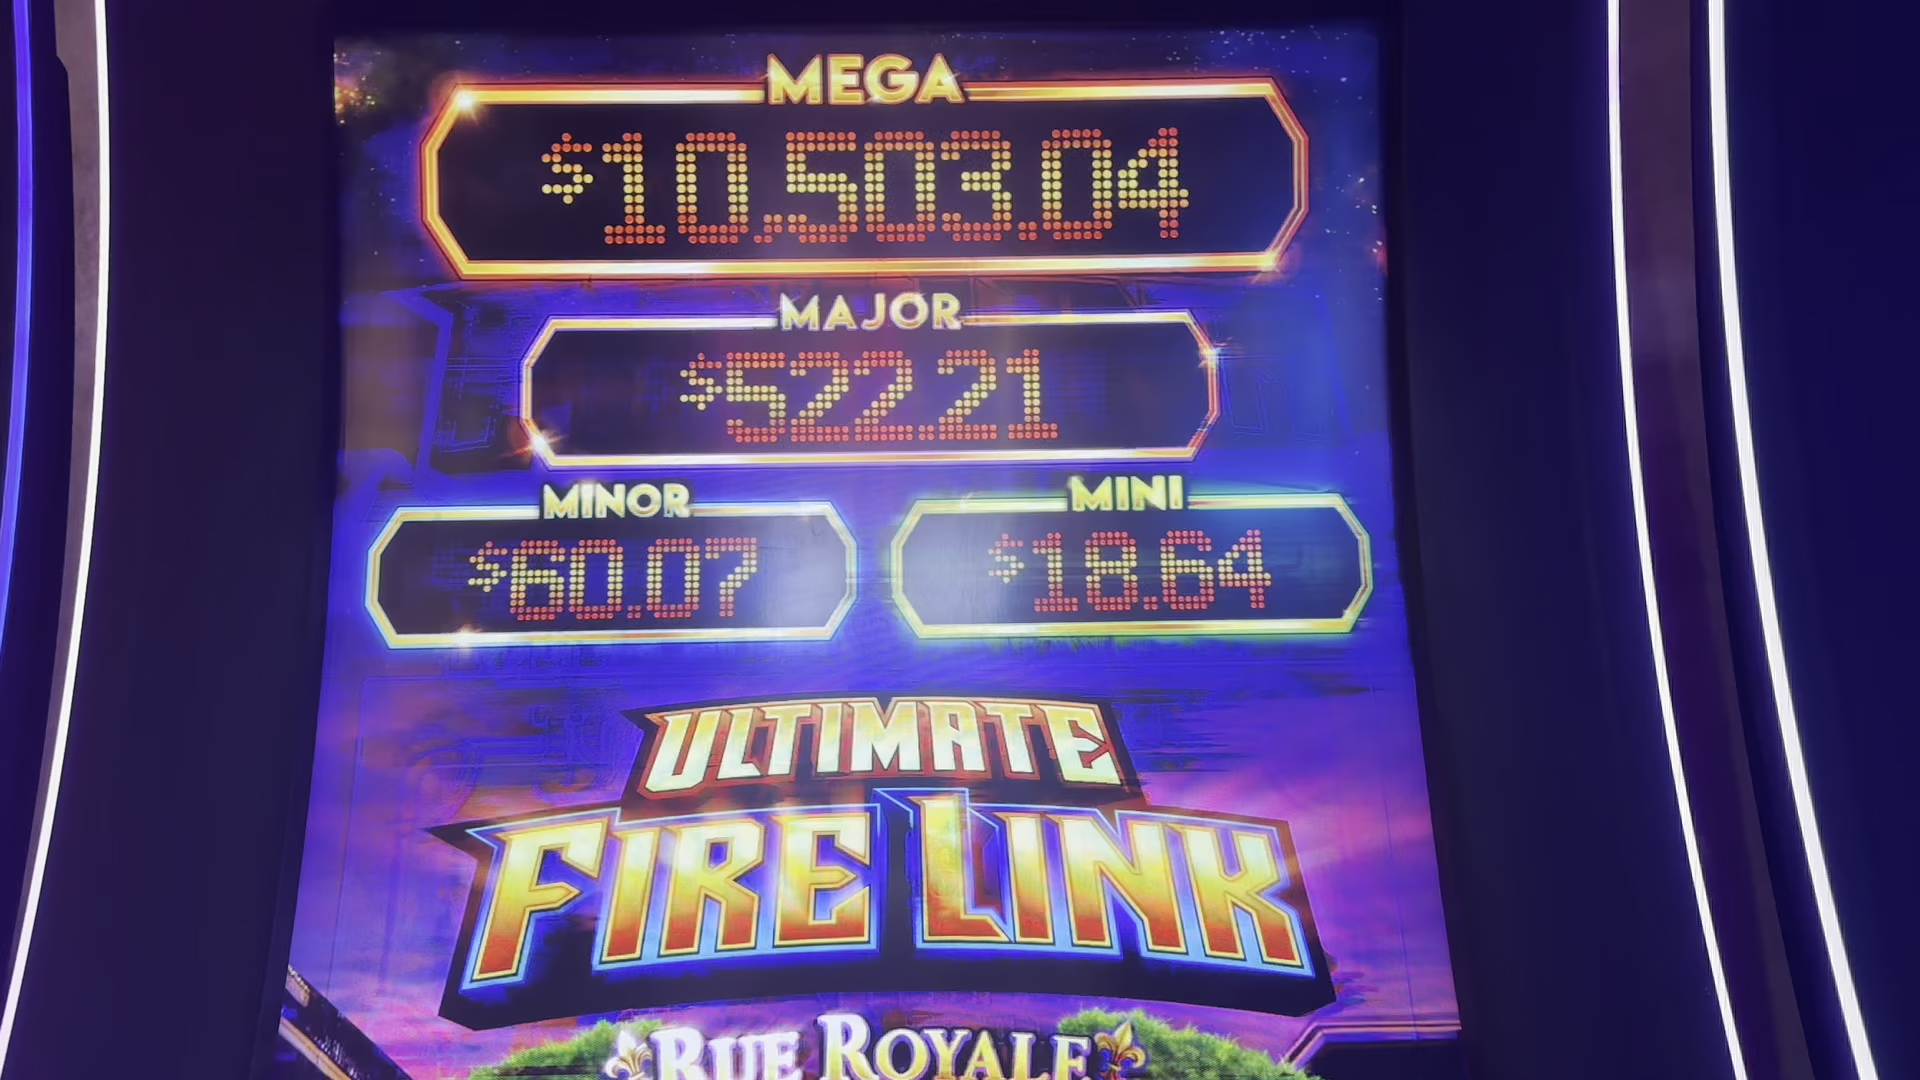 MEGA
$10,503.04
MAJOR
$522.21
MINOR
$60.07
MINI
$18.64
ULTIMATE
FIRE LINK
RUE ROYALE